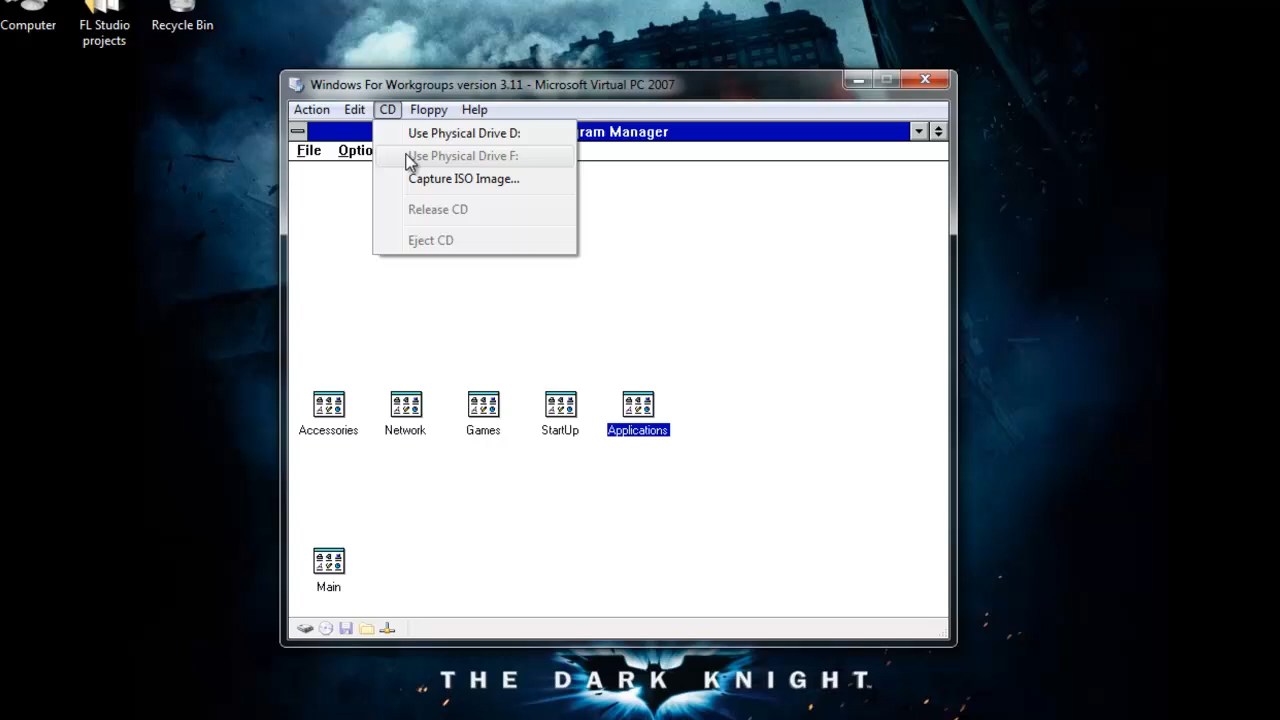 Computer
FL Studio
projects
Recycle Bin
Windows For Workgroups version 3.11 - Microsoft Virtual PC 2007
Action Edit CD Floppy Help
gram Manager
File Optio
Use Physical Drive D:
Use Physical Drive F:
Capture ISO Image...
Release CD
Eject CD
Accessories Network Games StartUp Applications
Main
THE DARK KNIGHT